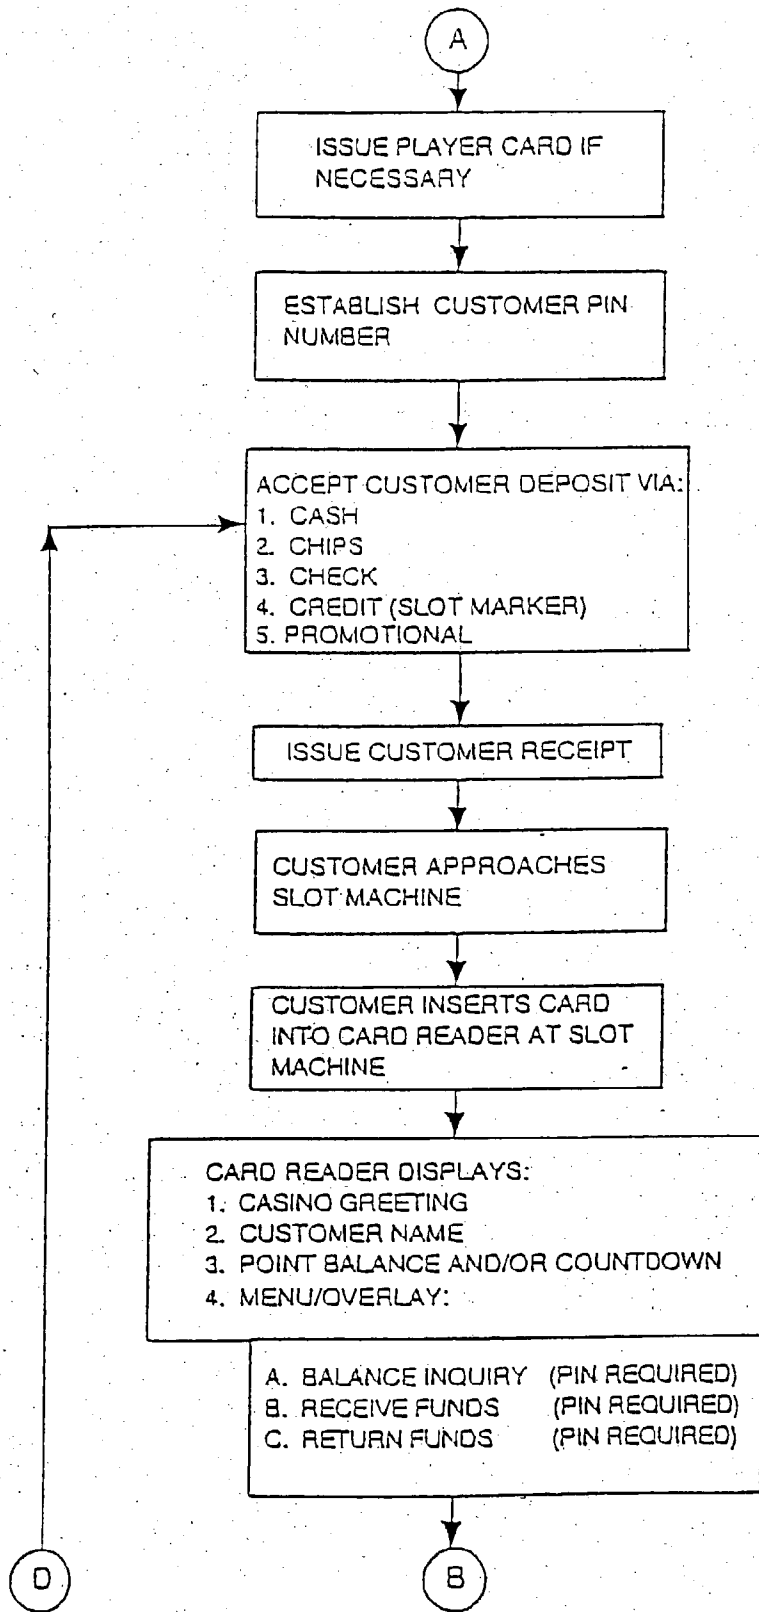 A
ISSUE PLAYER CARD IF
NECESSARY
ESTABLISH CUSTOMER PIN
NUMBER
ACCEPT CUSTOMER DEPOSIT VIA:
1. CASH
2. CHIPS
3. CHECK
4. CREDIT (SLOT MARKER)
5. PROMOTIONAL
ISSUE CUSTOMER RECEIPT
CUSTOMER APPROACHES
SLOT MACHINE
CUSTOMER INSERTS CARD
INTO CARD READER AT SLOT
MACHINE
CARD READER DISPLAYS:
1. CASINO GREETING
2. CUSTOMER NAME
3. POINT BALANCE AND/OR COUNTDOWN
4. MENU/OVERLAY:
A. BALANCE INQUIRY (PIN REQUIRED)
B. RECEIVE FUNDS (PIN REQUIRED)
C. RETURN FUNDS (PIN REQUIRED)
D
B